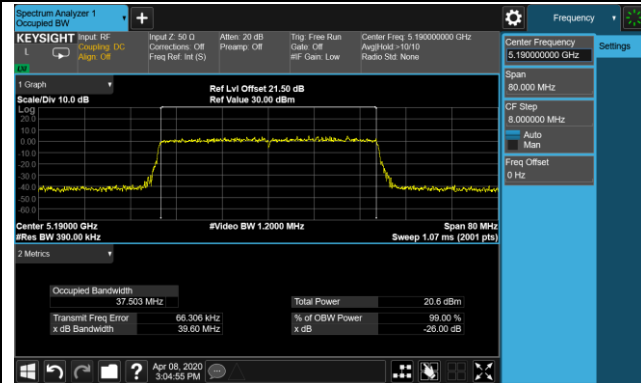 Spectrum Analyzer 1
Occupied BW
Frequency
KEYSIGHT
L
LXI
Input: RF
Coupling: DC
Align: Off
Input Z: 50 Ω
Corrections: Off
Freq Ref: Int (S)
Atten: 20 dB
Preamp: Off
Trig: Free Run
Gate: Off
#IF Gain: Low
Center Freq: 5.190000000 GHz
Avg|Hold >10/10
Radio Std: None
Center Frequency
5.190000000 GHz
Settings
Span
80.000 MHz
CF Step
8.000000 MHz
Auto
Man
Freq Offset
0 Hz
1 Graph
Scale/Div 10.0 dB
Ref Lvl Offset 21.50 dB
Ref Value 30.00 dBm
Log
20.0
10.0
0.00
-10.0
-20.0
-30.0
-40.0
-50.0
-60.0
Center 5.19000 GHz
#Res BW 390.00 kHz
#Video BW 1.2000 MHz
Span 80 MHz
Sweep 1.07 ms (2001 pts)
2 Metrics
Occupied Bandwidth
37.503 MHz
Total Power 20.6 dBm
Transmit Freq Error 66.306 kHz
% of OBW Power 99.00 %
x dB Bandwidth 39.60 MHz
x dB -26.00 dB
?
Apr 08, 2020
3:04:55 PM